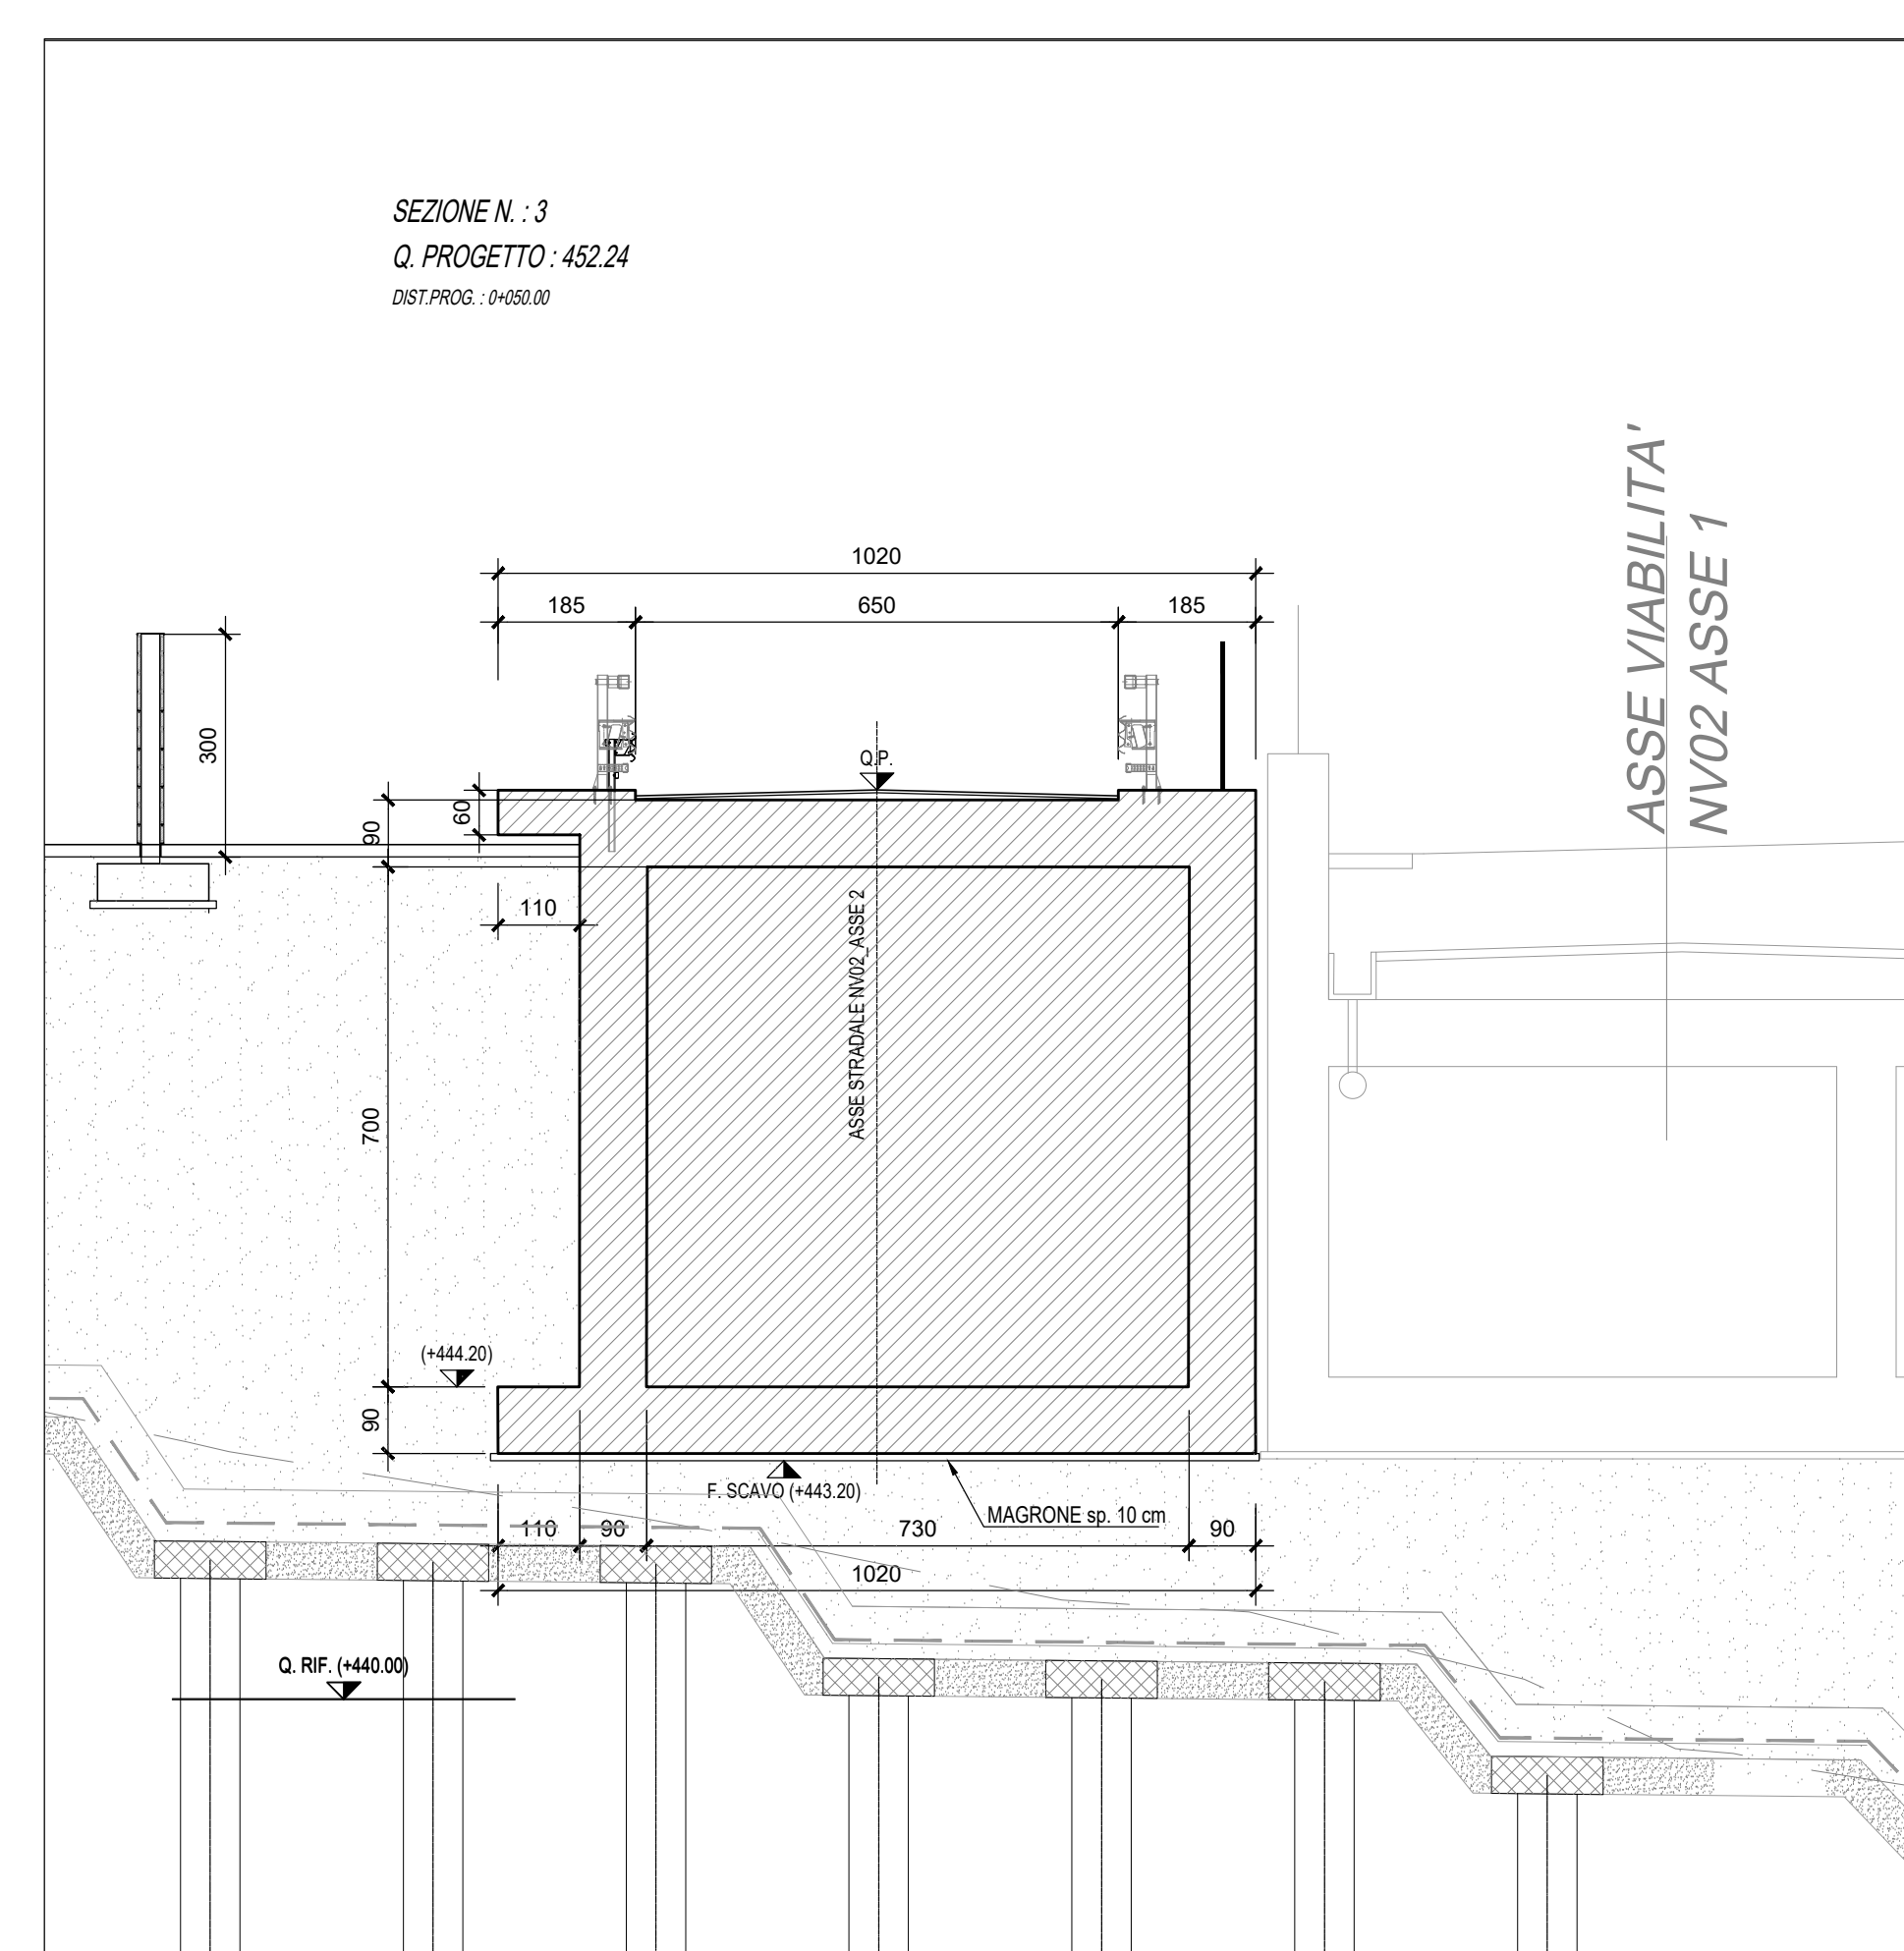 SEZIONE N. : 3
Q. PROGETTO : 452.24
DIST.PROG. : 0+050.00
ASSE VIABILITA'
NV02 ASSE 1
1020
185
650
185
300
Q.P.
60
90
110
ASSE STRADALE NV02_ASSE 2
700
(+444.20)
90
F. SCAVO (+443.20)
MAGRONE sp. 10 cm
110
90
730
90
1020
Q. RIF. (+440.00)